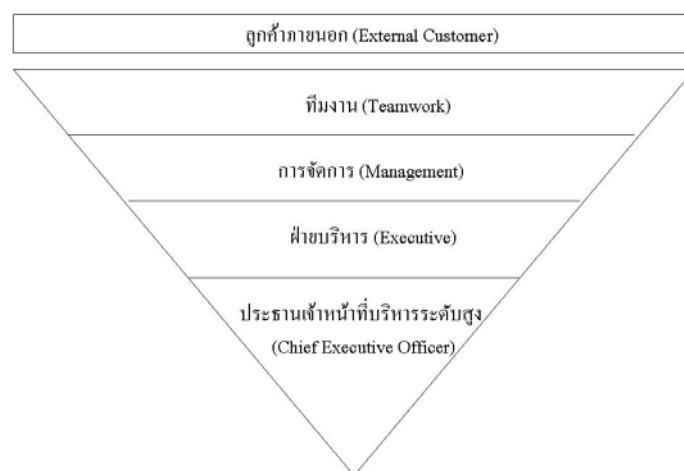 ลูกค้าภายนอก (External Customer)
ทีมงาน (Teamwork)
การจัดการ (Management)
ฝ่ายบริหาร (Executive)
ประธานเจ้าหน้าที่บริหารระดับสูง
(Chief Executive Officer)